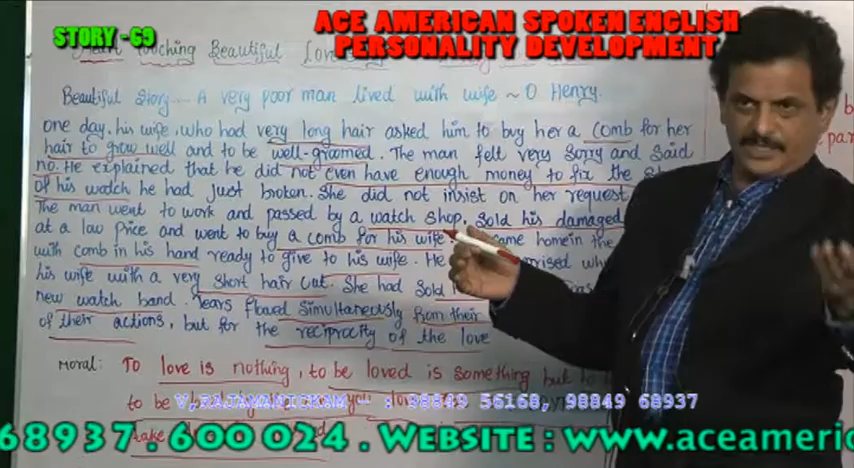 ACE AMERICAN SPOKEN ENGLISH
PERSONALITY DEVELOPMENT
STORY -69
Heart touching Beautiful Love
Beautiful Story.... A very poor man lived with wife ~ O Henry.
one day, his wife, who had very long hair asked him to buy her a comb for her
hair to grow well and to be well-groomed. The man felt very sorry and said
no. He explained that he did not even have enough money to fix the
of his watch he had just broken. She did not insist on her request
The man went to work and passed by a watch shop, sold his damaged
at a low price and went to buy a comb for his wife. came home in the
with comb in his hand ready to give to his wife. He
his wife with a very short hair cut. She had sold
new watch band. Tears flowed simultaneously from their
of their actions, but for the reciprocity of the love
Moral: To love is nothing, to be loved is something but to
to be
V.RAJAMANICKAM : 98849 56168, 98849 68937
68937.600 024. WEBSITE: www.aceameric